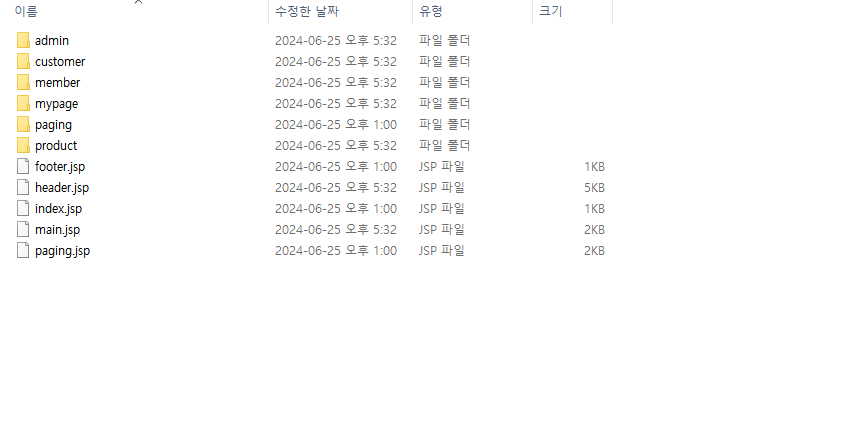 이름 수정한 날짜 유형 크기
admin 2024-06-25 오후 5:32 파일 폴더
customer 2024-06-25 오후 5:32 파일 폴더
member 2024-06-25 오후 5:32 파일 폴더
mypage 2024-06-25 오후 5:32 파일 폴더
paging 2024-06-25 오후 1:00 파일 폴더
product 2024-06-25 오후 5:32 파일 폴더
footer.jsp 2024-06-25 오후 1:00 JSP 파일 1KB
header.jsp 2024-06-25 오후 5:32 JSP 파일 5KB
index.jsp 2024-06-25 오후 1:00 JSP 파일 1KB
main.jsp 2024-06-25 오후 5:32 JSP 파일 2KB
paging.jsp 2024-06-25 오후 1:00 JSP 파일 2KB